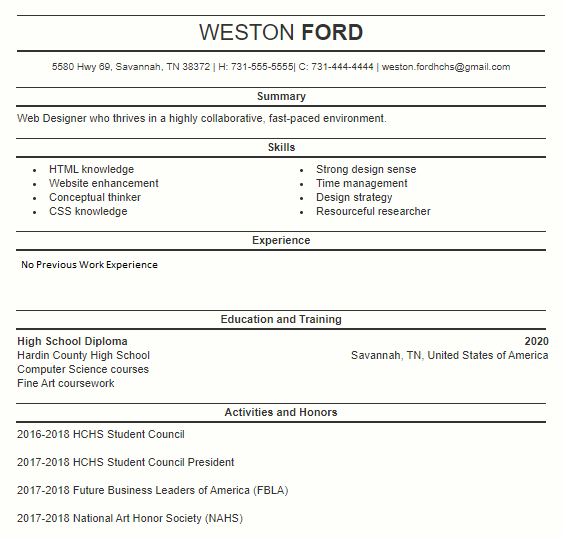 WESTON FORD
5580 Hwy 69, Savannah, TN 38372 | H: 731-555-5555| C: 731-444-4444 | weston.fordhchs@gmail.com
Summary
Web Designer who thrives in a highly collaborative, fast-paced environment.
Skills
• HTML knowledge
• Website enhancement
• Conceptual thinker
• CSS knowledge
• Strong design sense
• Time management
• Design strategy
• Resourceful researcher
Experience
No Previous Work Experience
Education and Training
High School Diploma 2020
Hardin County High School Savannah, TN, United States of America
Computer Science courses
Fine Art coursework
Activities and Honors
2016-2018 HCHS Student Council
2017-2018 HCHS Student Council President
2017-2018 Future Business Leaders of America (FBLA)
2017-2018 National Art Honor Society (NAHS)